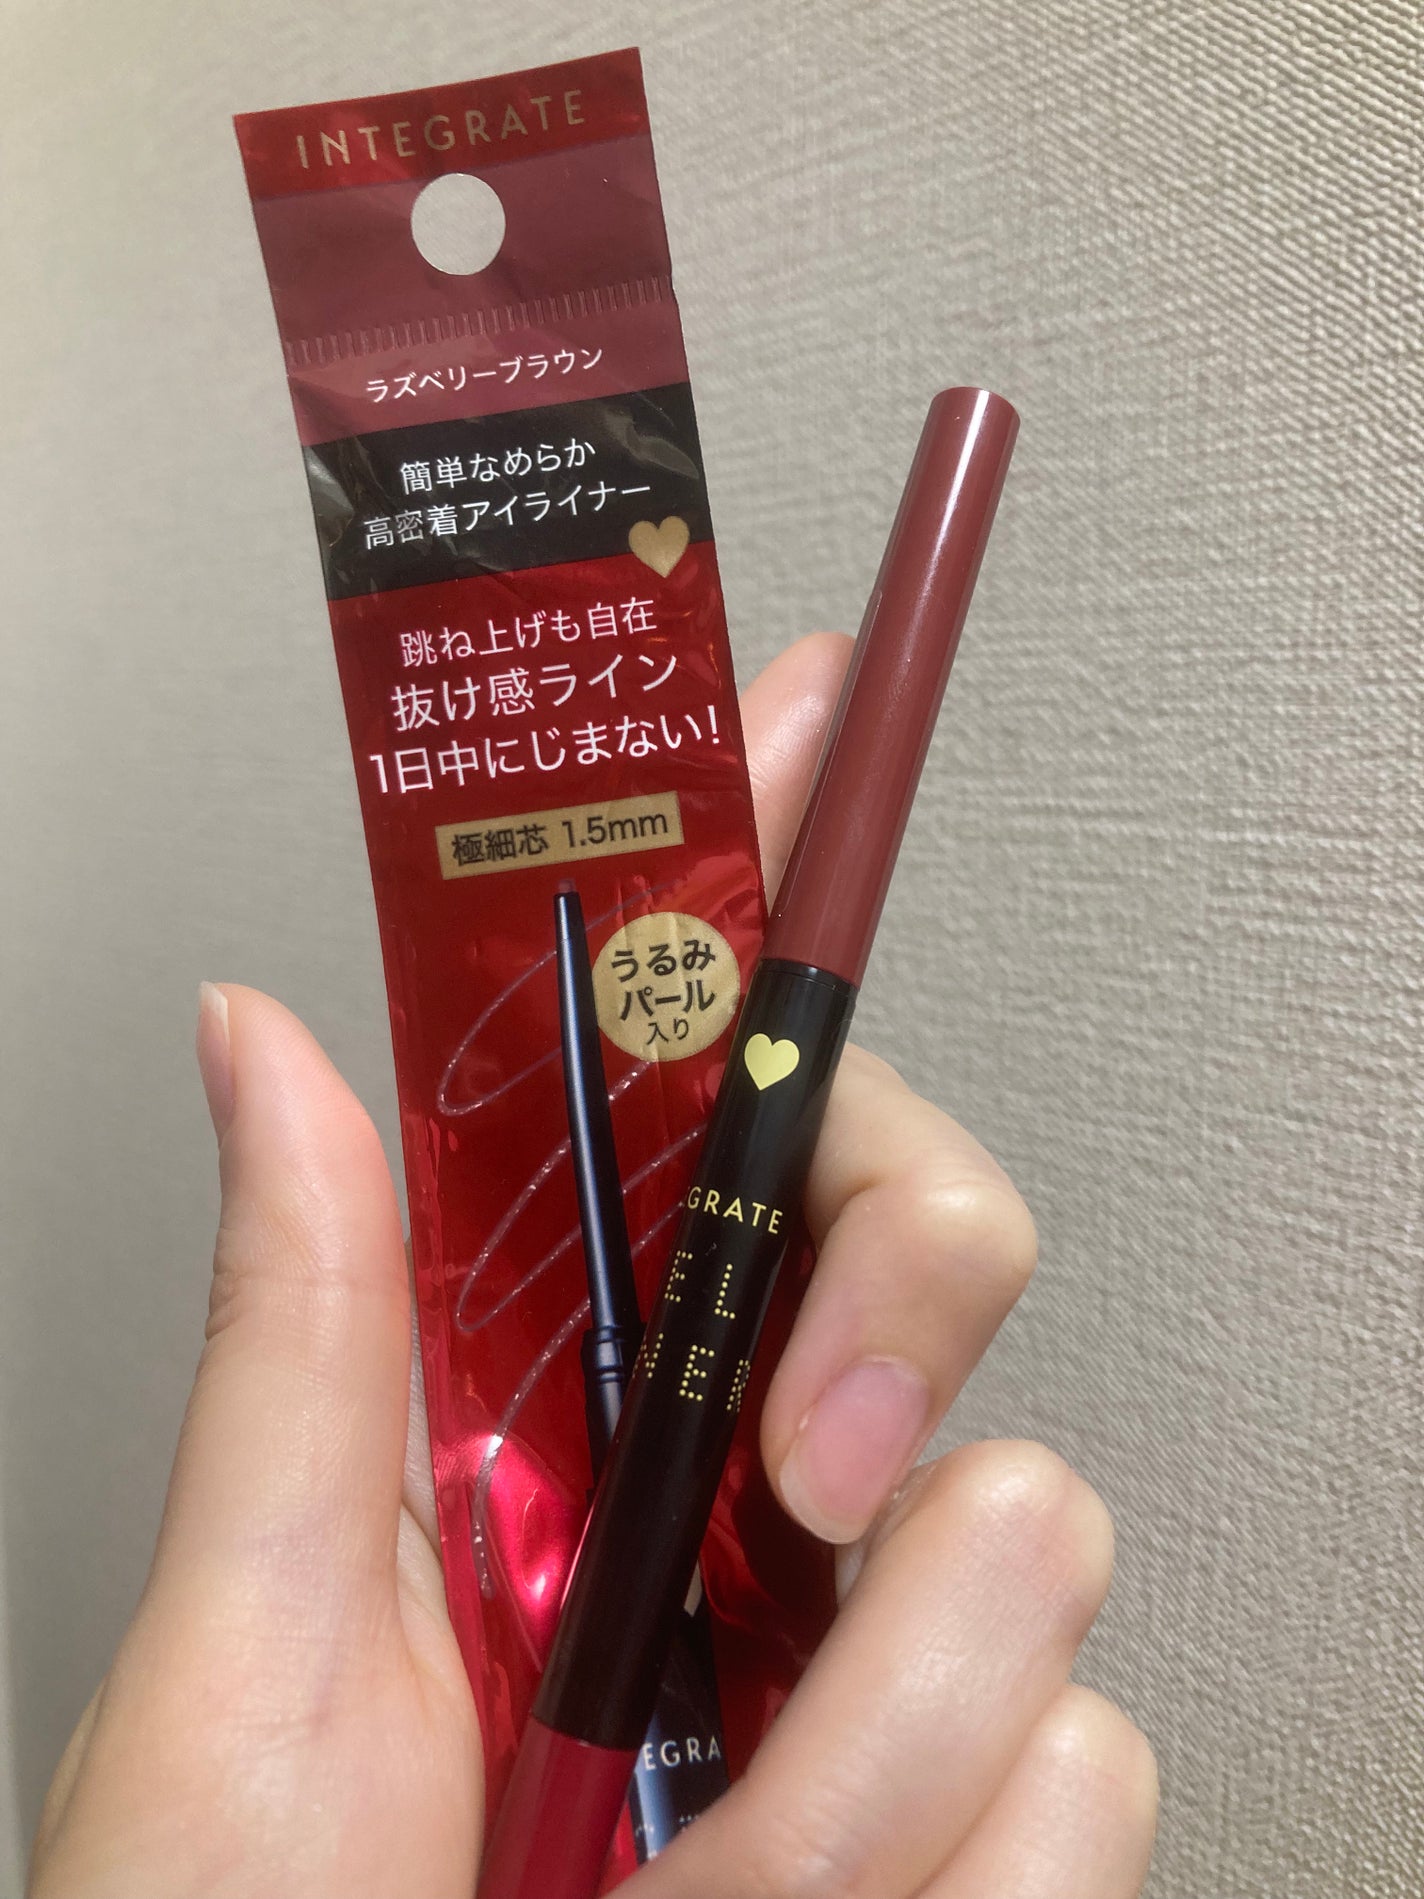 INTEGRATE
ラズベリーブラウン
簡単なめらか
高密着アイライナー
跳ね上げも自在
抜け感ライン
1日中にじまない!
極細芯 1.5mm
うるみ
パール
入り
EGRATE
EL
NER
EGRA